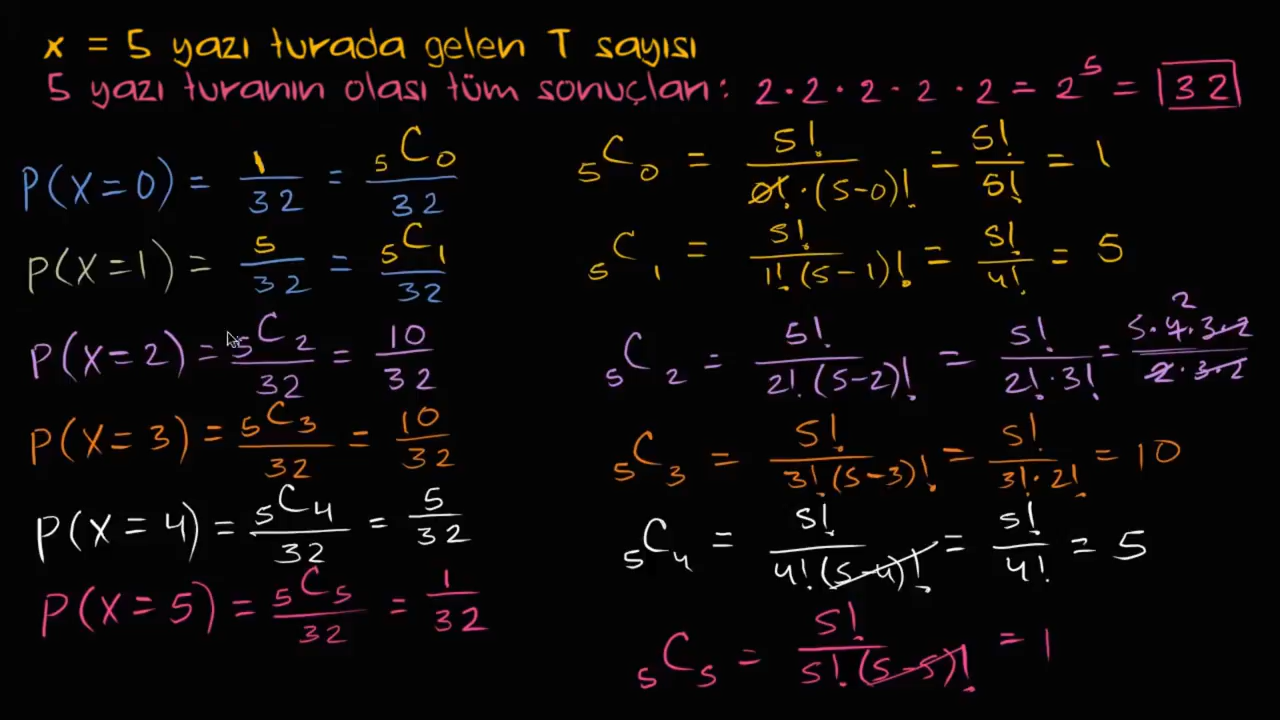 x = 5 yazı turada gelen T sayısı
5 yazı turanın olası tüm sonuçları: 2·2·2·2·2 = 2^5 = 32
P(X=0) = 1/32 = 5C0/32
5C0 = 5!/(0!·(5-0)!) = 5!/5! = 1
P(X=1) = 5/32 = 5C1/32
5C1 = 5!/(1!·(5-1)!) = 5!/4! = 5
P(X=2) = 5C2/32 = 10/32
5C2 = 5!/(2!·(5-2)!) = 5!/(2!·3!) = 5·4·3·2/2·3·2 2
P(X=3) = 5C3/32 = 10/32
5C3 = 5!/(3!·(5-3)!) = 5!/(3!·2!) = 10
P(X=4) = 5C4/32 = 5/32
5C4 = 5!/(4!(5-4)!) = 5!/4! = 5
P(X=5) = 5C5/32 = 1/32
5C5 = 5!/(5!·(5-5)!) = 1